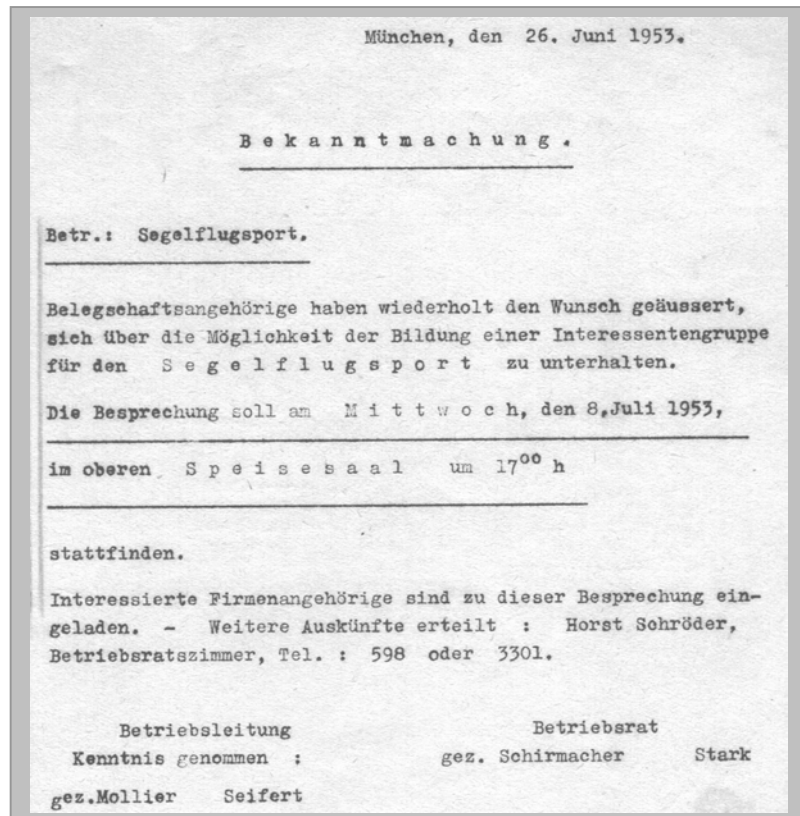 München, den 26. Juni 1953.
B e k a n n t m a c h u n g .
Betr.: Segelflugsport.
Belegschaftsangehörige haben wiederholt den Wunsch geäussert,
sich über die Möglichkeit der Bildung einer Interessentengruppe
für den S e g e l f l u g s p o r t zu unterhalten.
Die Besprechung soll am M i t t w o c h, den 8.Juli 1953,
im oberen S p e i s e s a a l um 17⁰⁰ h
stattfinden.
Interessierte Firmenangehörige sind zu dieser Besprechung ein-
geladen. - Weitere Auskünfte erteilt : Horst Schröder,
Betriebsratszimmer, Tel. : 598 oder 3301.
Betriebsleitung Betriebsrat
Kenntnis genommen : gez. Schirmacher Stark
gez.Mollier Seifert